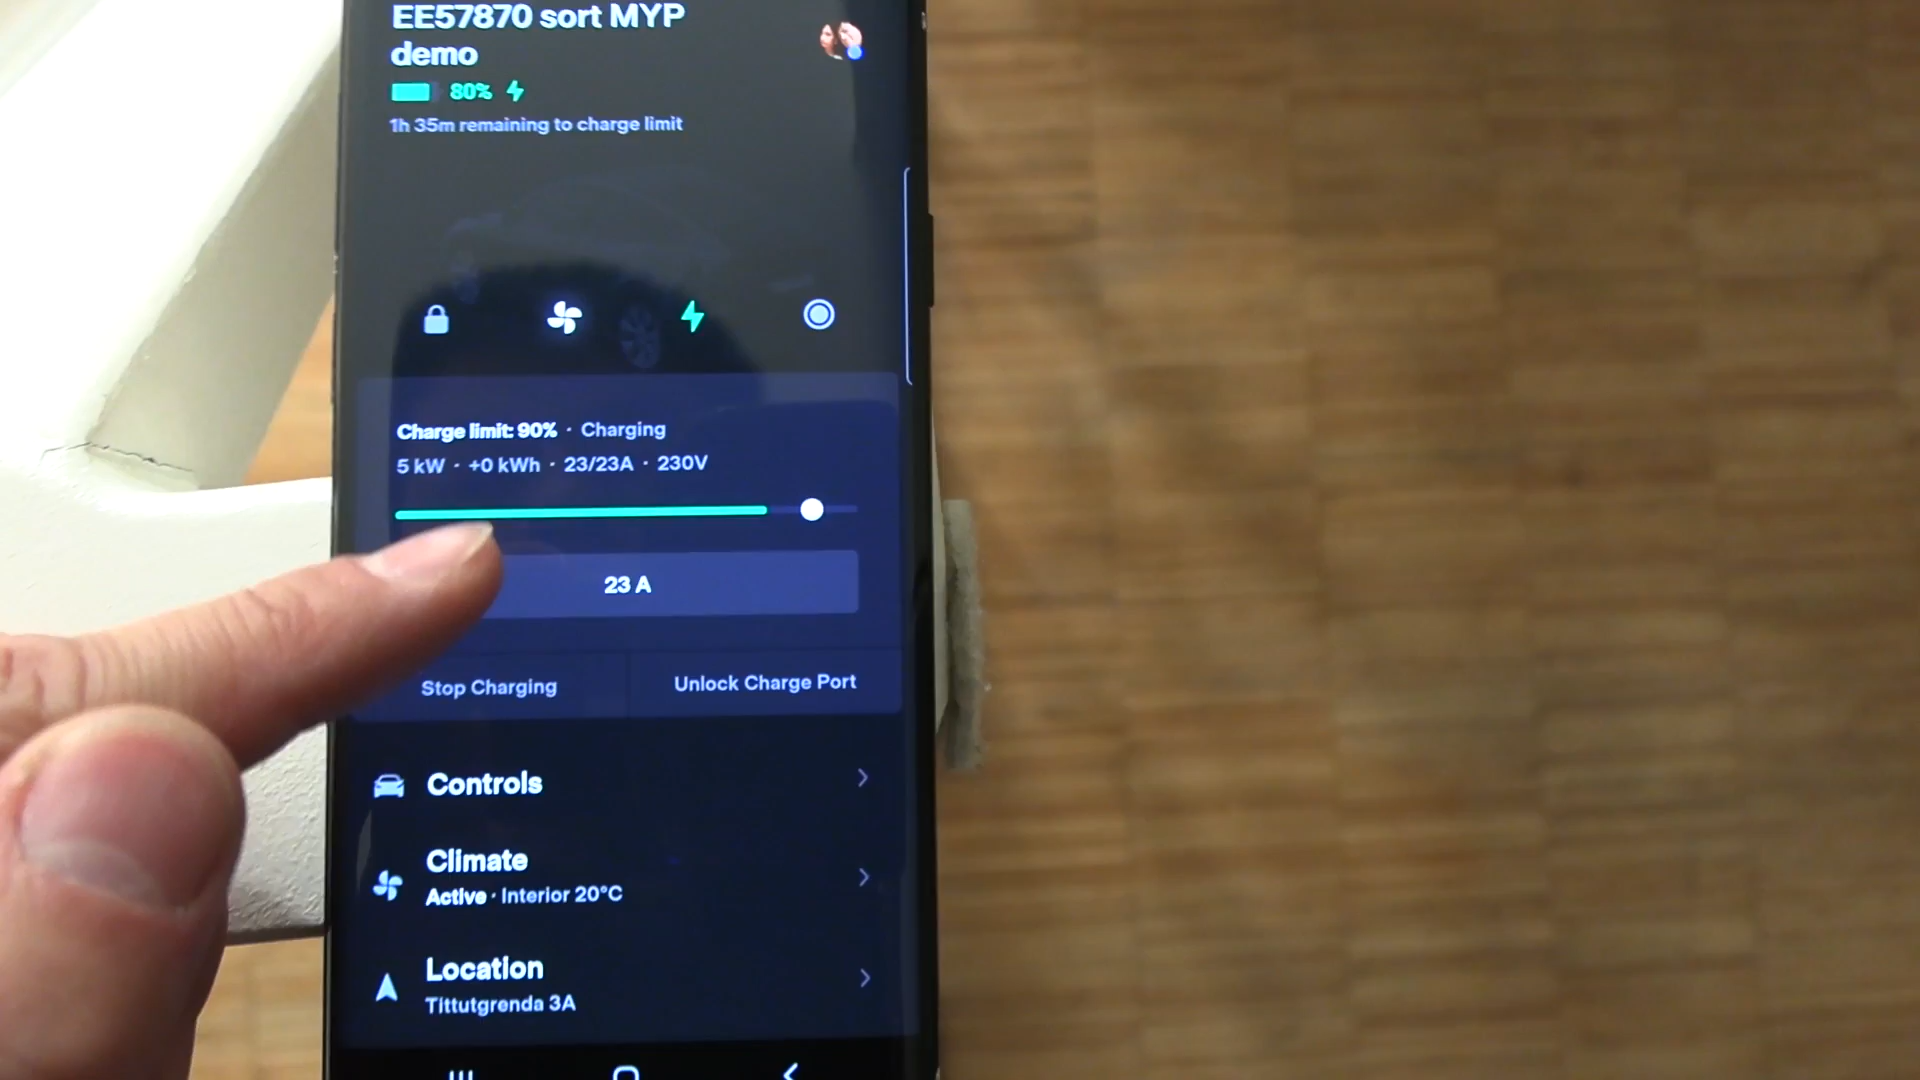 EE57870 sort MYP
demo
80%
1h 35m remaining to charge limit
Charge limit: 90% · Charging
5 kW · +0 kWh · 23/23A · 230V
23 A
Stop Charging
Unlock Charge Port
Controls
Climate
Active · Interior 20°C
Location
Tittutgrenda 3A